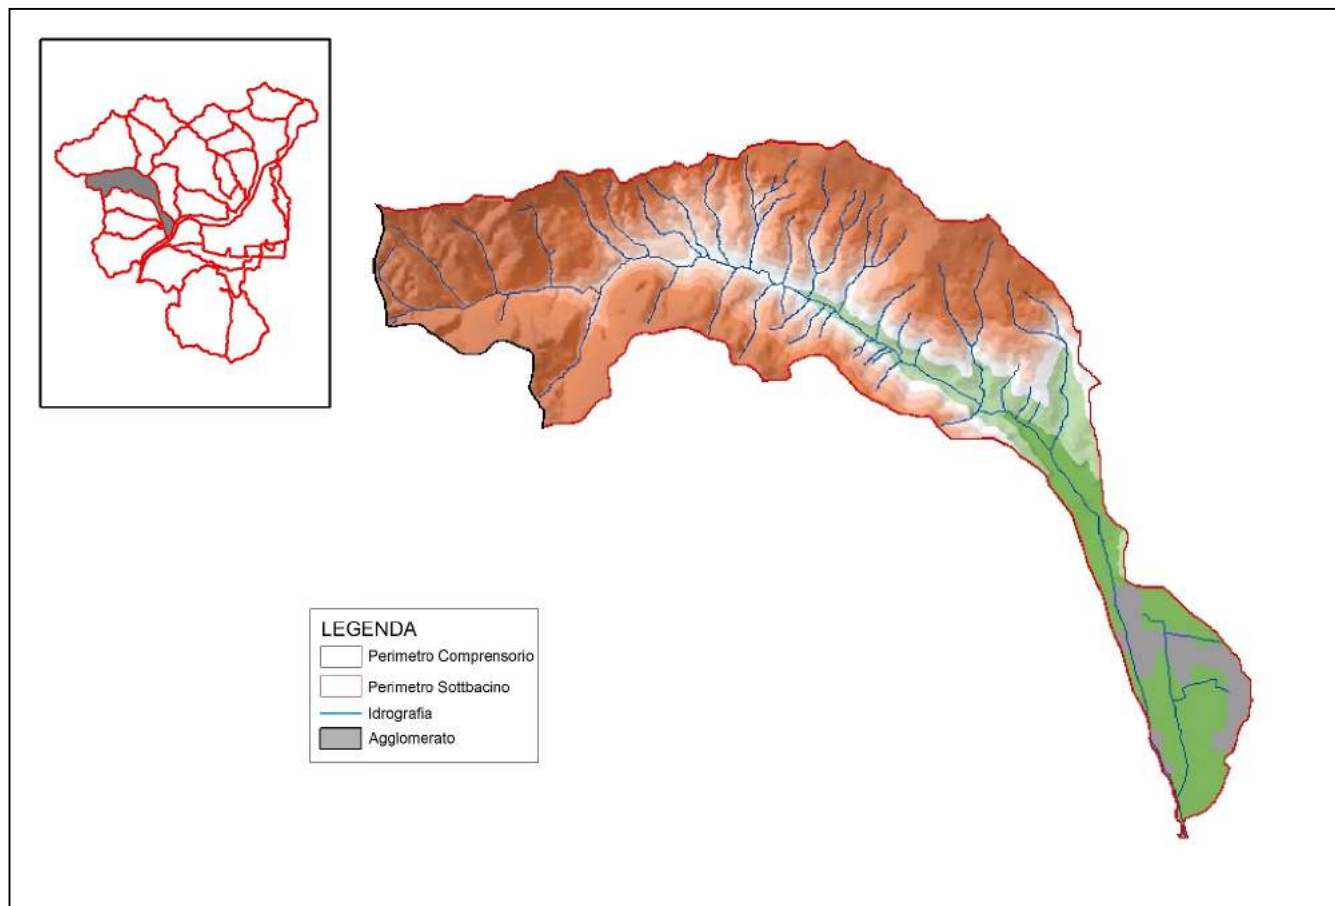 LEGENDA
Perimetro Comprensorio
Perimetro Sottbacino
Idrografia
Agglomerato